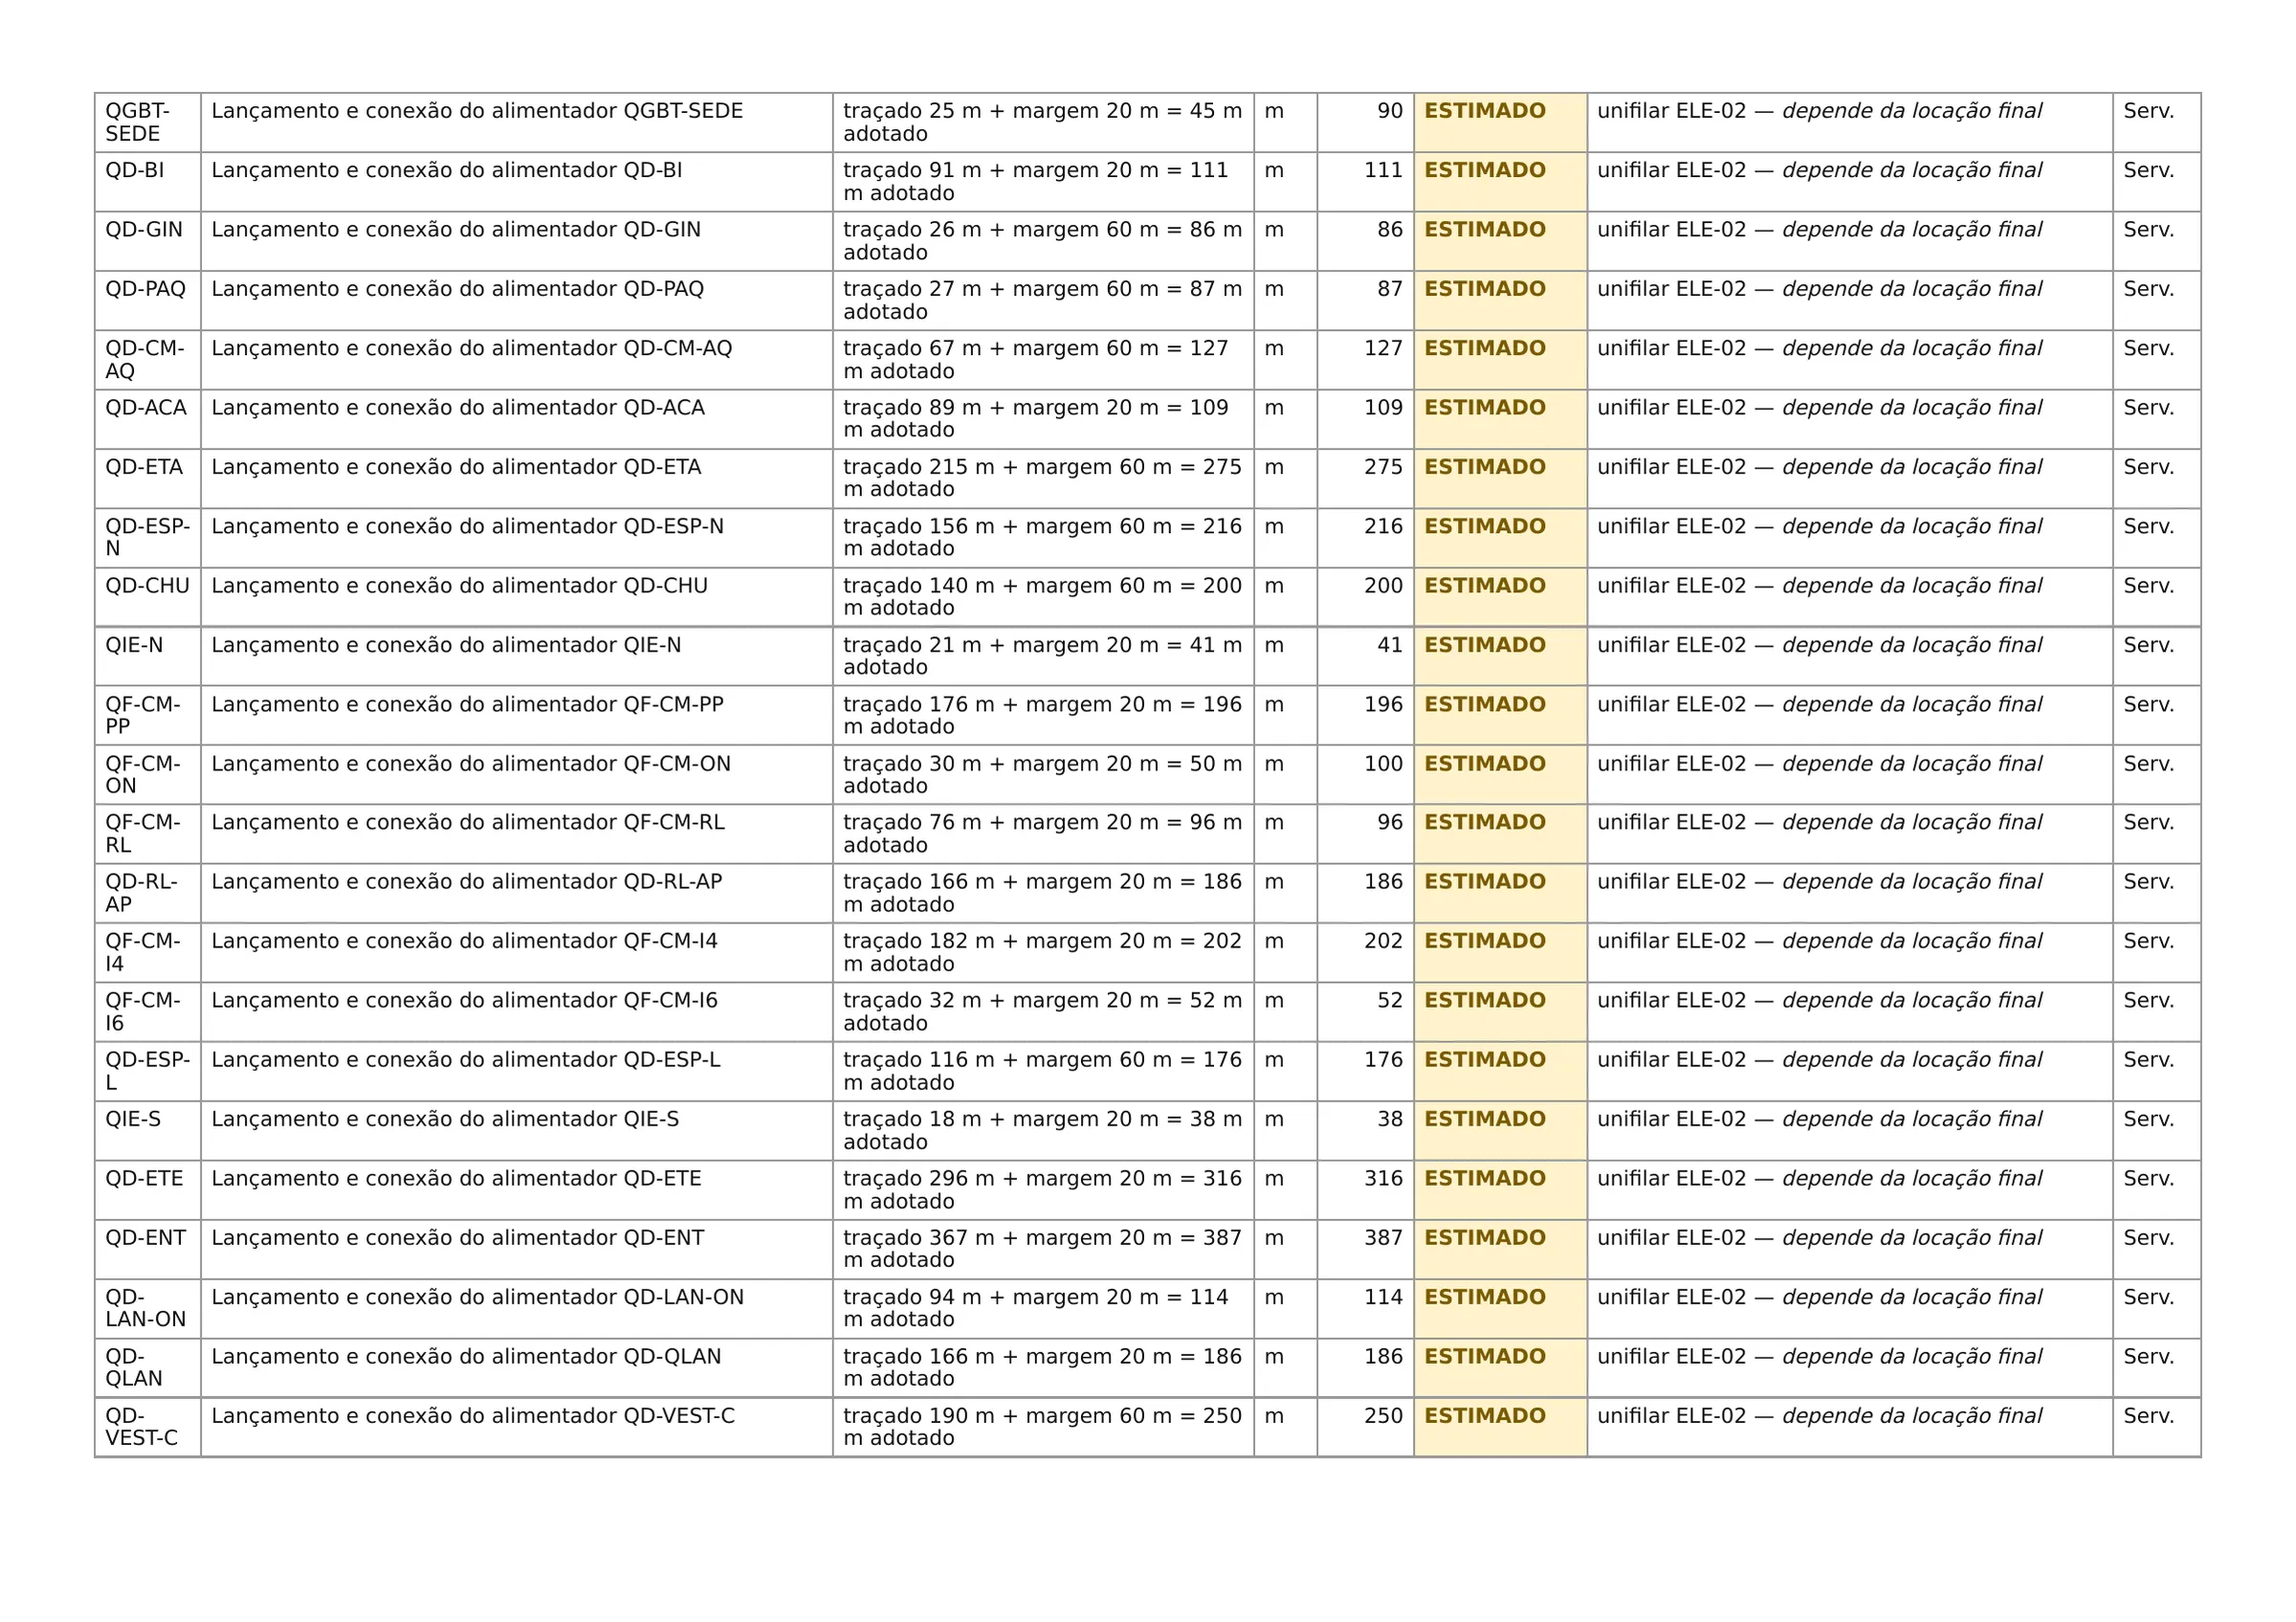 QGBT- Lançamento e conexão do alimentador QGBT-SEDE traçado 25 m + margem 20 m = 45 m m 90 ESTIMADO unifilar ELE-02 — depende da locação final Serv.
SEDE adotado
QD-BI Lançamento e conexão do alimentador QD-BI traçado 91 m + margem 20 m = 111 m 111 ESTIMADO unifilar ELE-02 — depende da locação final Serv.
m adotado
QD-GIN Lançamento e conexão do alimentador QD-GIN traçado 26 m + margem 60 m = 86 m m 86 ESTIMADO unifilar ELE-02 — depende da locação final Serv.
adotado
QD-PAQ Lançamento e conexão do alimentador QD-PAQ traçado 27 m + margem 60 m = 87 m m 87 ESTIMADO unifilar ELE-02 — depende da locação final Serv.
adotado
QD-CM- Lançamento e conexão do alimentador QD-CM-AQ traçado 67 m + margem 60 m = 127 m 127 ESTIMADO unifilar ELE-02 — depende da locação final Serv.
AQ m adotado
QD-ACA Lançamento e conexão do alimentador QD-ACA traçado 89 m + margem 20 m = 109 m 109 ESTIMADO unifilar ELE-02 — depende da locação final Serv.
m adotado
QD-ETA Lançamento e conexão do alimentador QD-ETA traçado 215 m + margem 60 m = 275 m 275 ESTIMADO unifilar ELE-02 — depende da locação final Serv.
m adotado
QD-ESP- Lançamento e conexão do alimentador QD-ESP-N traçado 156 m + margem 60 m = 216 m 216 ESTIMADO unifilar ELE-02 — depende da locação final Serv.
N m adotado
QD-CHU Lançamento e conexão do alimentador QD-CHU traçado 140 m + margem 60 m = 200 m 200 ESTIMADO unifilar ELE-02 — depende da locação final Serv.
m adotado
QIE-N Lançamento e conexão do alimentador QIE-N traçado 21 m + margem 20 m = 41 m m 41 ESTIMADO unifilar ELE-02 — depende da locação final Serv.
adotado
QF-CM- Lançamento e conexão do alimentador QF-CM-PP traçado 176 m + margem 20 m = 196 m 196 ESTIMADO unifilar ELE-02 — depende da locação final Serv.
PP m adotado
QF-CM- Lançamento e conexão do alimentador QF-CM-ON traçado 30 m + margem 20 m = 50 m m 100 ESTIMADO unifilar ELE-02 — depende da locação final Serv.
ON adotado
QF-CM- Lançamento e conexão do alimentador QF-CM-RL traçado 76 m + margem 20 m = 96 m m 96 ESTIMADO unifilar ELE-02 — depende da locação final Serv.
RL adotado
QD-RL- Lançamento e conexão do alimentador QD-RL-AP traçado 166 m + margem 20 m = 186 m 186 ESTIMADO unifilar ELE-02 — depende da locação final Serv.
AP m adotado
QF-CM- Lançamento e conexão do alimentador QF-CM-I4 traçado 182 m + margem 20 m = 202 m 202 ESTIMADO unifilar ELE-02 — depende da locação final Serv.
I4 m adotado
QF-CM- Lançamento e conexão do alimentador QF-CM-I6 traçado 32 m + margem 20 m = 52 m m 52 ESTIMADO unifilar ELE-02 — depende da locação final Serv.
I6 adotado
QD-ESP- Lançamento e conexão do alimentador QD-ESP-L traçado 116 m + margem 60 m = 176 m 176 ESTIMADO unifilar ELE-02 — depende da locação final Serv.
L m adotado
QIE-S Lançamento e conexão do alimentador QIE-S traçado 18 m + margem 20 m = 38 m m 38 ESTIMADO unifilar ELE-02 — depende da locação final Serv.
adotado
QD-ETE Lançamento e conexão do alimentador QD-ETE traçado 296 m + margem 20 m = 316 m 316 ESTIMADO unifilar ELE-02 — depende da locação final Serv.
m adotado
QD-ENT Lançamento e conexão do alimentador QD-ENT traçado 367 m + margem 20 m = 387 m 387 ESTIMADO unifilar ELE-02 — depende da locação final Serv.
m adotado
QD- Lançamento e conexão do alimentador QD-LAN-ON traçado 94 m + margem 20 m = 114 m 114 ESTIMADO unifilar ELE-02 — depende da locação final Serv.
LAN-ON m adotado
QD- Lançamento e conexão do alimentador QD-QLAN traçado 166 m + margem 20 m = 186 m 186 ESTIMADO unifilar ELE-02 — depende da locação final Serv.
QLAN m adotado
QD- Lançamento e conexão do alimentador QD-VEST-C traçado 190 m + margem 60 m = 250 m 250 ESTIMADO unifilar ELE-02 — depende da locação final Serv.
VEST-C m adotado